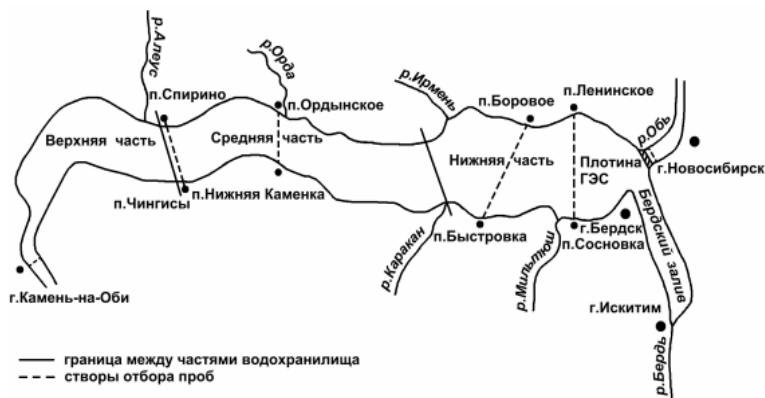 р.Алеус
р.Орда
п.Спирино
п.Ордынское
р.Ирмень
п.Боровое
п.Ленинское
р.Обь
Верхняя часть
Средняя часть
Нижняя часть
Плотина
ГЭС
г.Новосибирск
п.Чингисы
п.Нижняя Каменка
р.Каракан
п.Быстровка
р.Мильтюш
г.Бердск
п.Сосновка
Бердский залив
г.Камень-на-Оби
г.Искитим
р.Бердь
граница между частями водохранилища
створы отбора проб